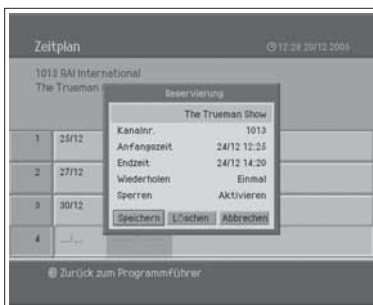 Zeitplan
12:28 20/12 2005
1013 RAI International
The Trueman
Reservierung
The Trueman Show
Kanalnr. 1013
Anfangszeit 24/12 12:25
Endzeit 24/12 14:20
Wiederholen Einmal
Sperren Aktivieren
Speichern Löschen Abbrechen
1 25/12
2 27/12
3 30/12
4 __/__
Zurück zum Programmführer